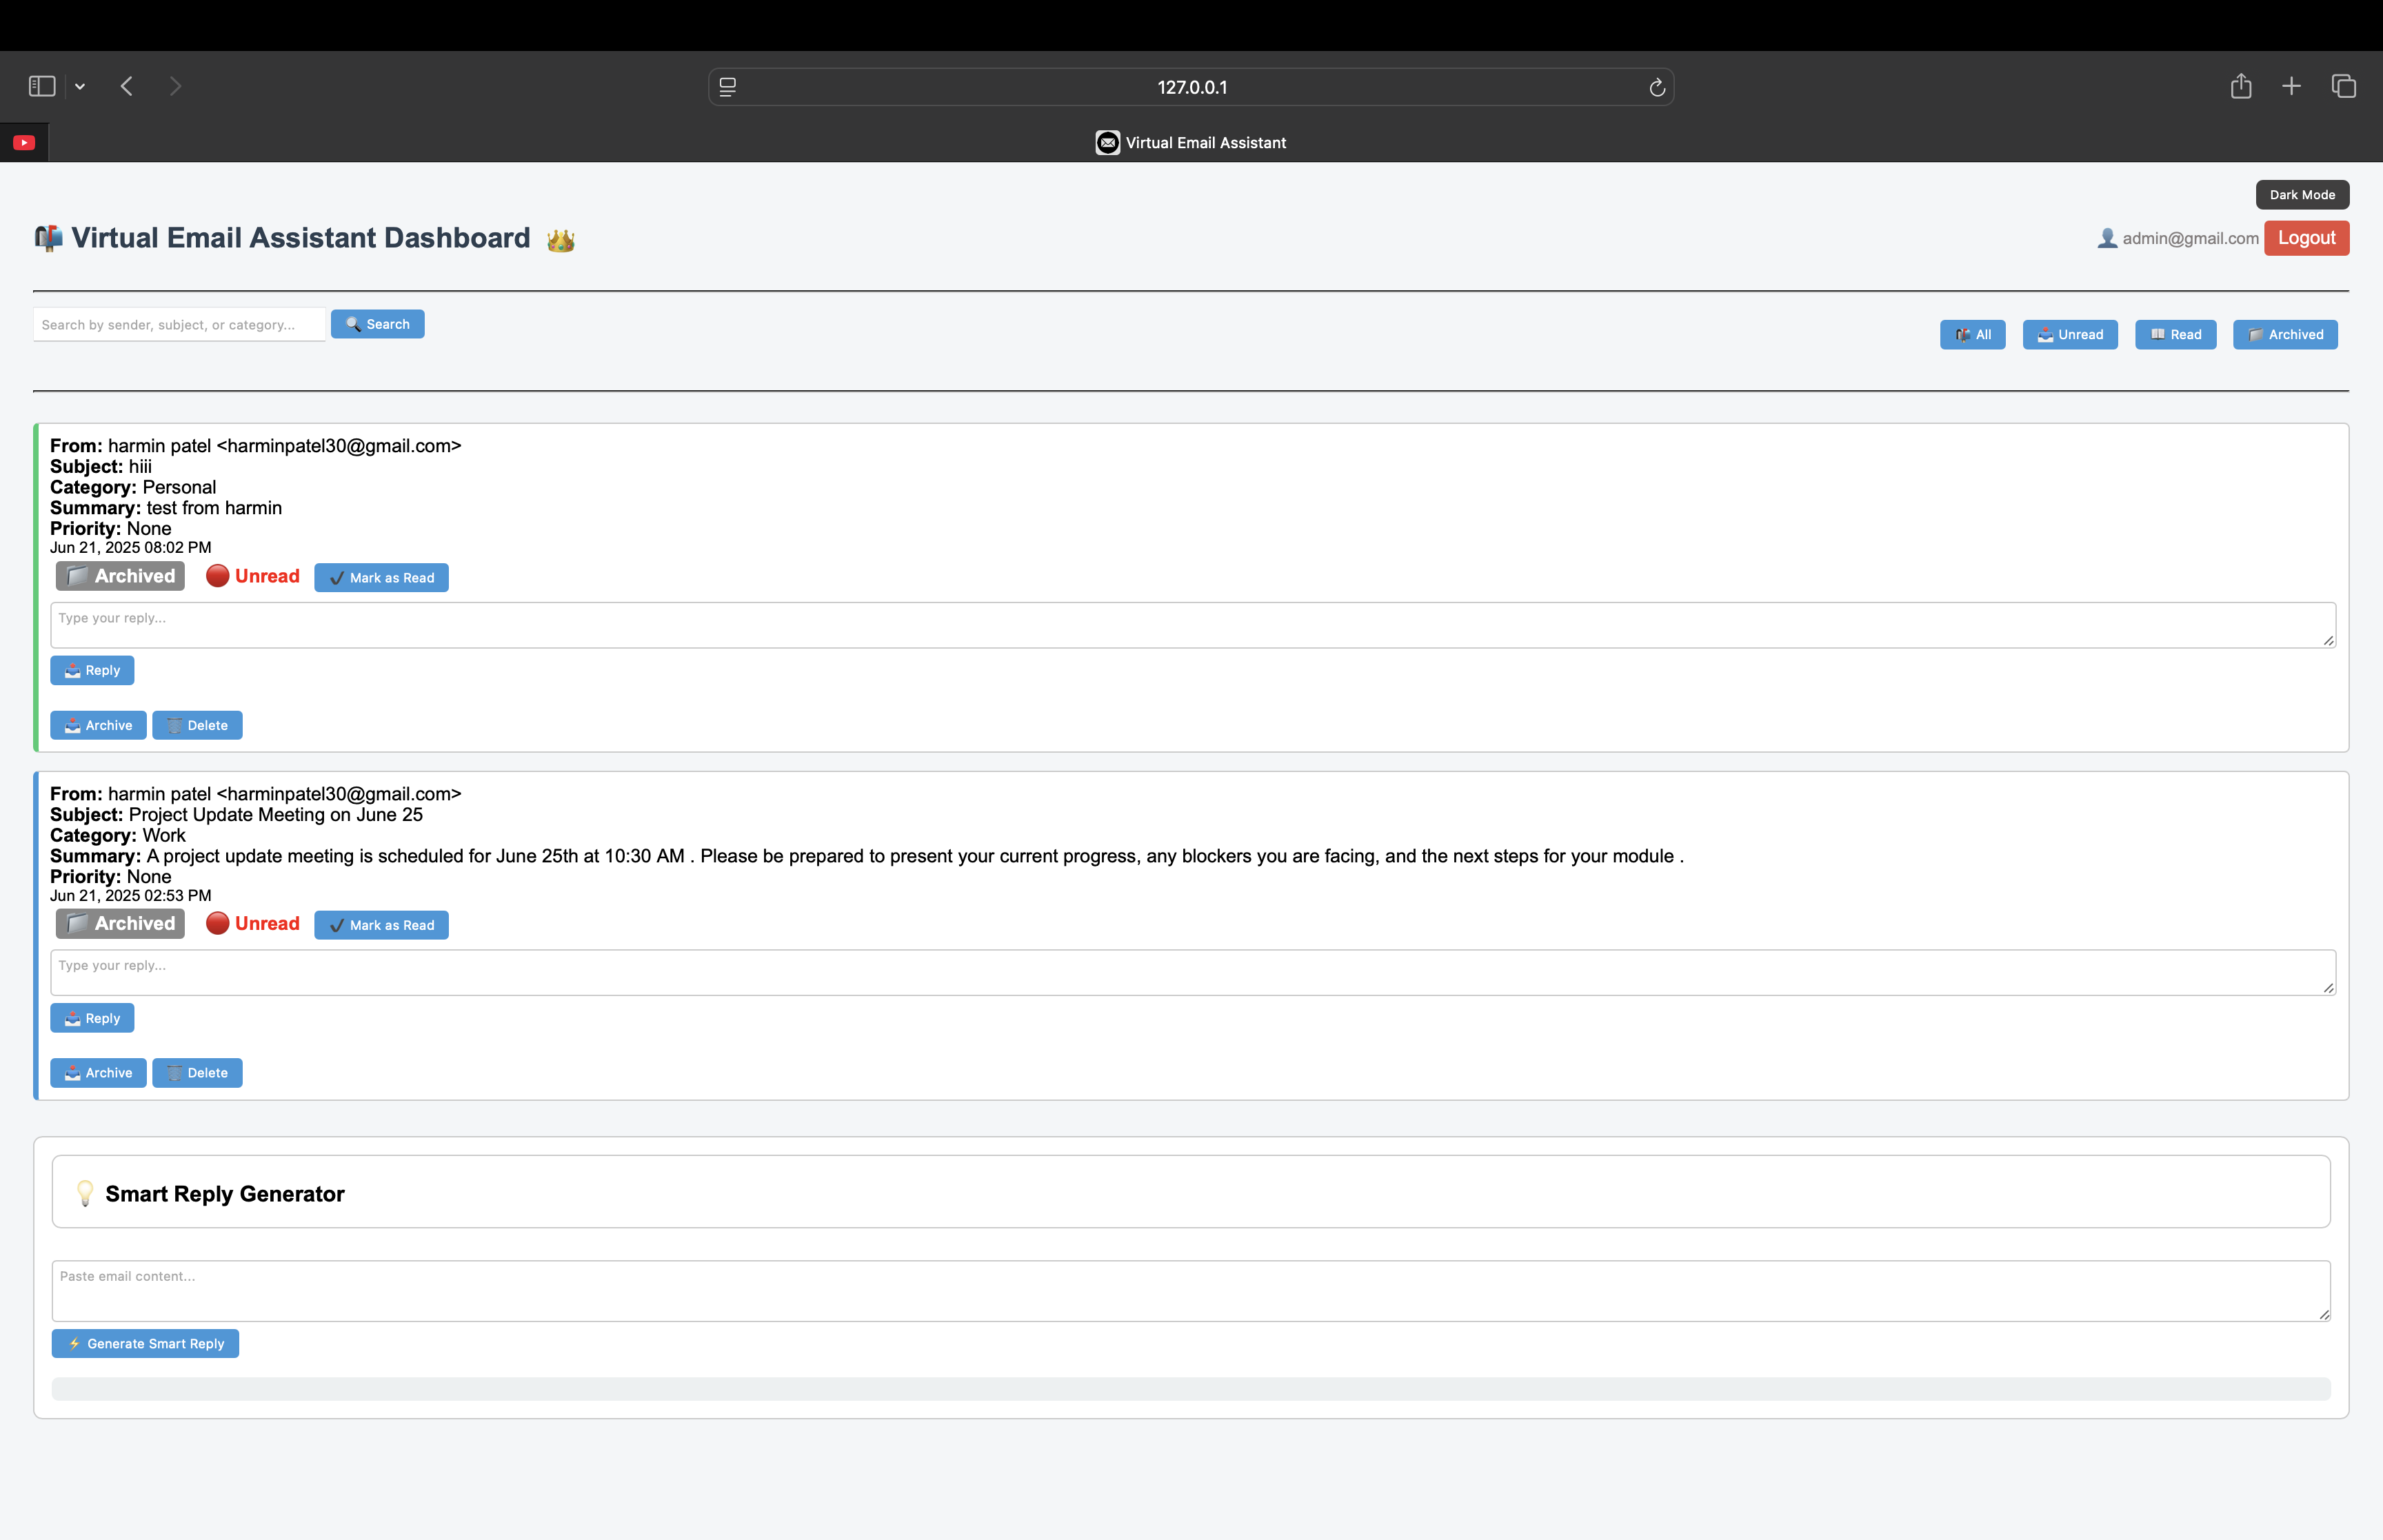 127.0.0.1
Virtual Email Assistant
Dark Mode
Virtual Email Assistant Dashboard
admin@gmail.com Logout
Search by sender, subject, or category... Search
All Unread Read Archived
From: harmin patel <harminpatel30@gmail.com>
Subject: hiii
Category: Personal
Summary: test from harmin
Priority: None
Jun 21, 2025 08:02 PM
Archived Unread Mark as Read
Type your reply...
Reply
Archive Delete
From: harmin patel <harminpatel30@gmail.com>
Subject: Project Update Meeting on June 25
Category: Work
Summary: A project update meeting is scheduled for June 25th at 10:30 AM . Please be prepared to present your current progress, any blockers you are facing, and the next steps for your module .
Priority: None
Jun 21, 2025 02:53 PM
Archived Unread Mark as Read
Type your reply...
Reply
Archive Delete
Smart Reply Generator
Paste email content...
Generate Smart Reply